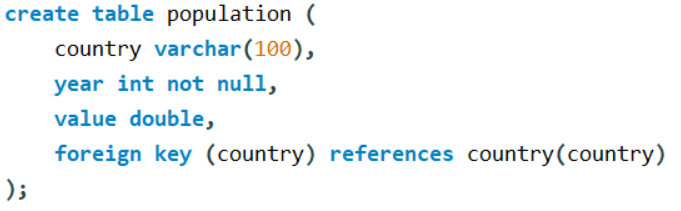 create table population (
country varchar(100),
year int not null,
value double,
foreign key (country) references country(country)
);